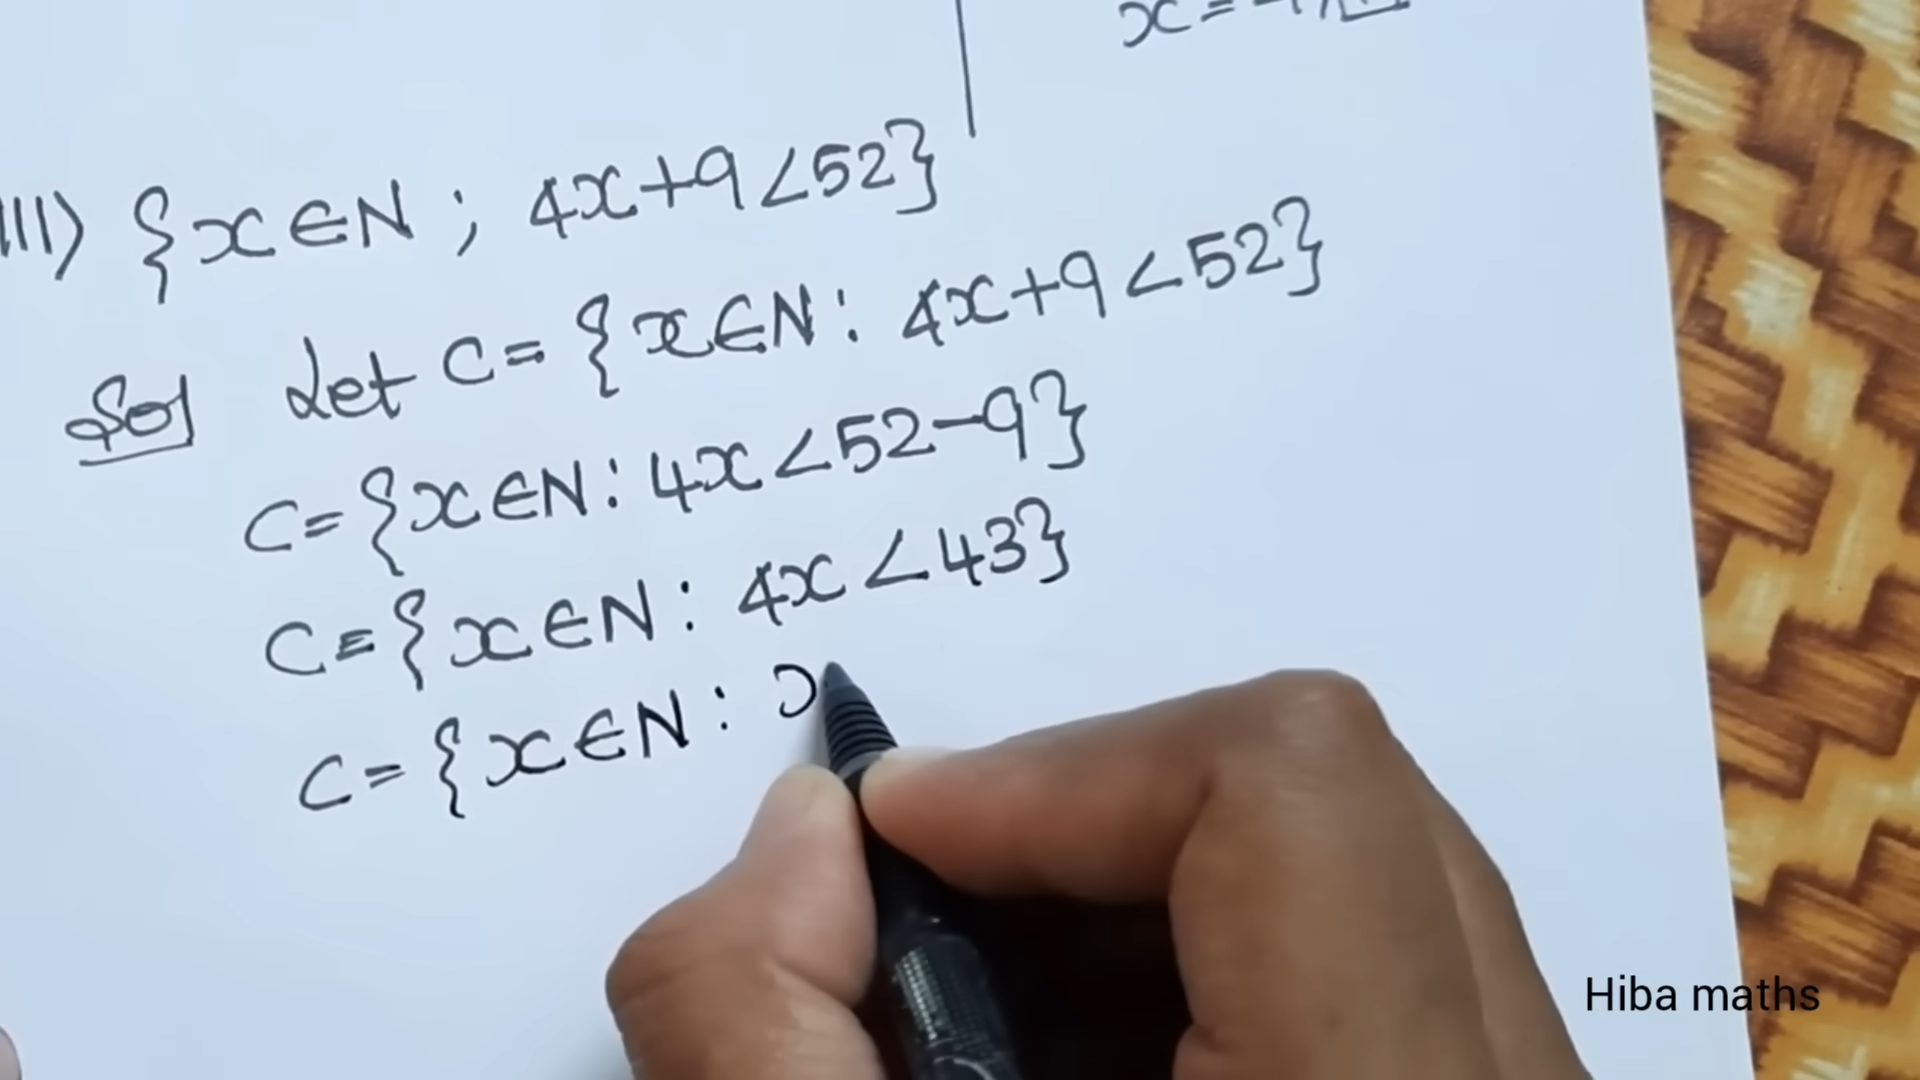 x=
III) {x∈N ; 4x+9<52}
Sol Let C={x∈N: 4x+9<52}
C={x∈N: 4x<52-9}
C={x∈N: 4x<43}
C={x∈N:
Hiba maths